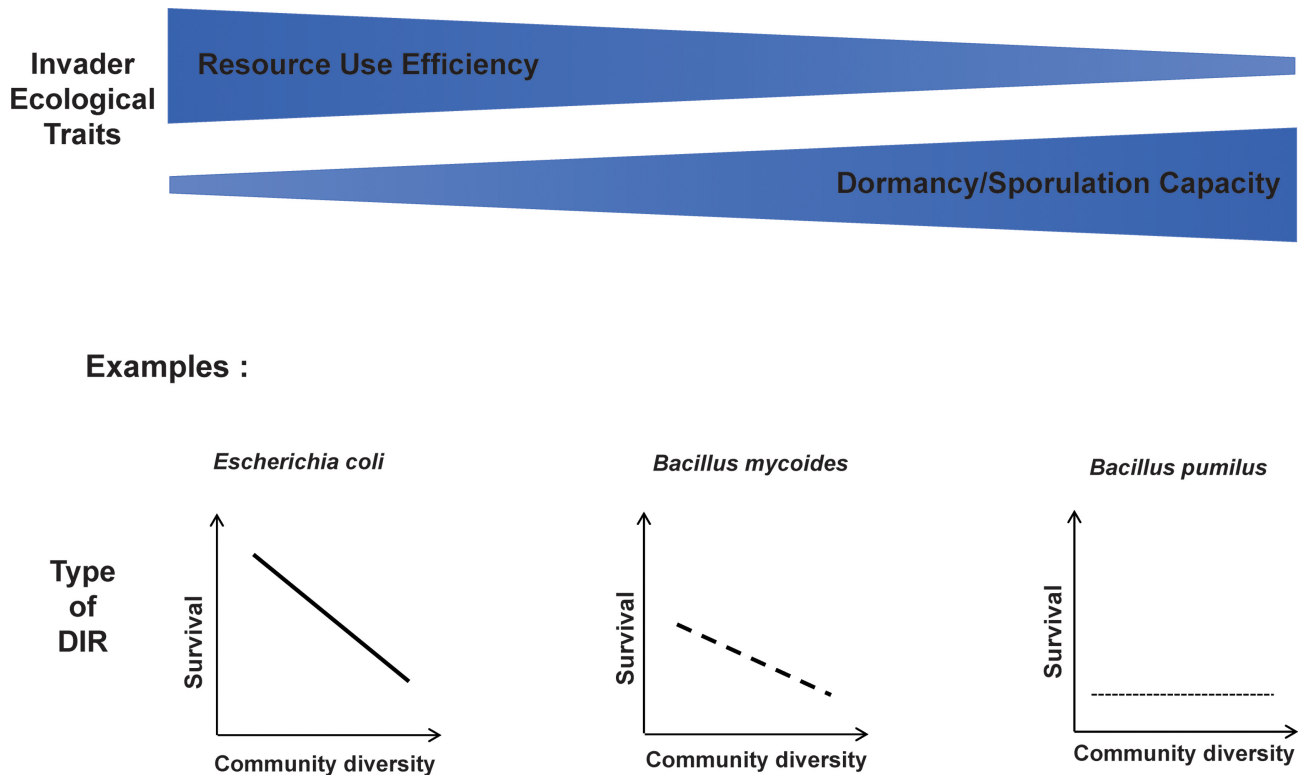 Invader
Ecological
Traits
Resource Use Efficiency
Dormancy/Sporulation Capacity
Examples :
Escherichia coli
Bacillus mycoides
Bacillus pumilus
Type
of
DIR
Survival
Community diversity
Survival
Community diversity
Survival
Community diversity